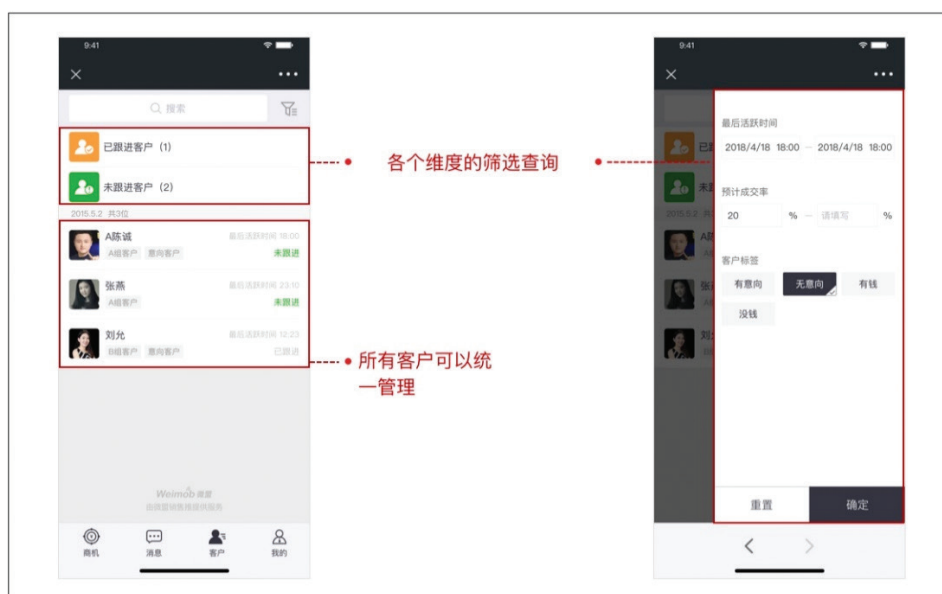 9:41
搜索
已跟进客户（1）
未跟进客户（2）
2015.5.2 共3位
A陈诚
最后活跃时间 18:00
A组客户 意向客户
未跟进
张燕
最后活跃时间 23:10
A组客户
未跟进
刘允
最后活跃时间 12:23
B组客户 意向客户
已跟进
Weimob 微盟
商机
消息
客户
我的
各个维度的筛选查询
所有客户可以统
一管理
9:41
已
未
2015.5.2 共
最后活跃时间
2018/4/18 18:00 – 2018/4/18 18:00
预计成交率
20 % – 请填写 %
客户标签
有意向 无意向 有钱
没钱
重置 确定